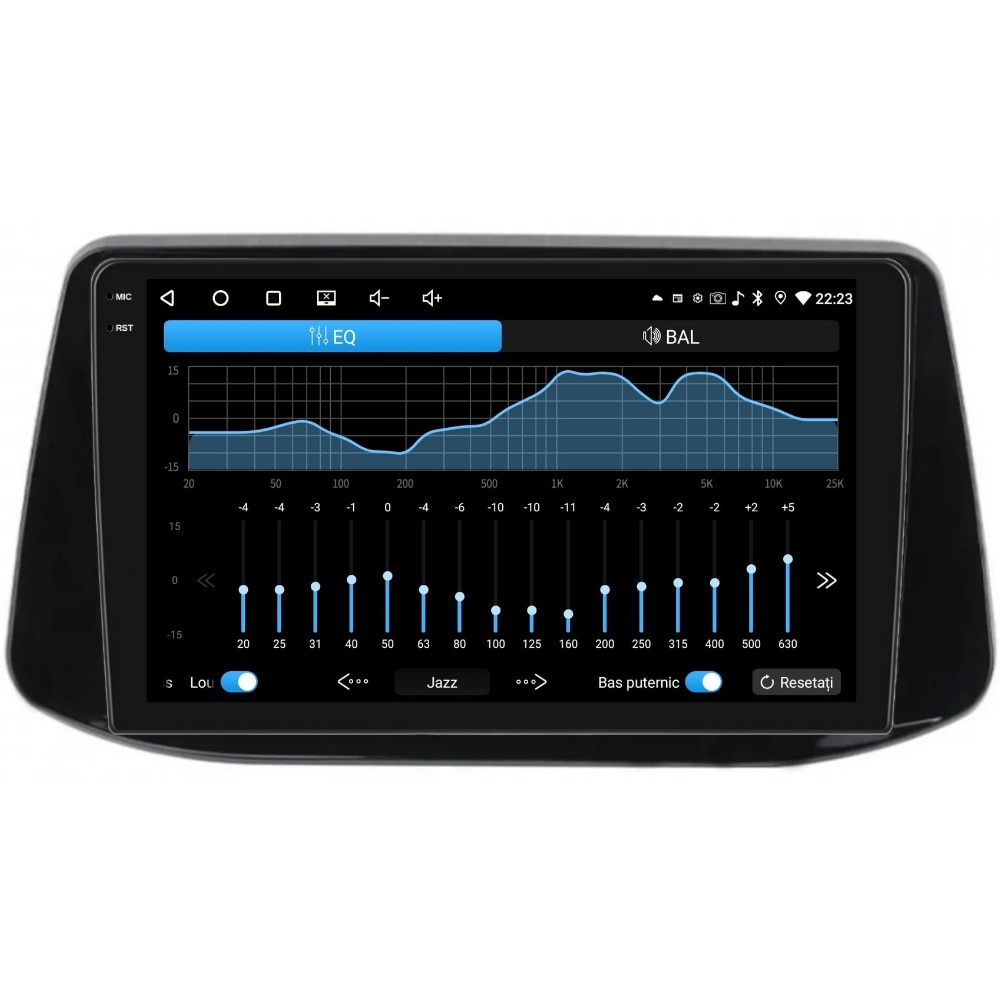 MIC
22:23
RST
EQ BAL
15
0
-15
20 50 100 200 500 1K 2K 5K 10K 25K
-4 -4 -3 -1 0 -4 -6 -10 -10 -11 -4 -3 -2 -2 +2 +5
15
0
-15
20 25 31 40 50 63 80 100 125 160 200 250 315 400 500 630
s Lou Jazz Bas puternic Resetați